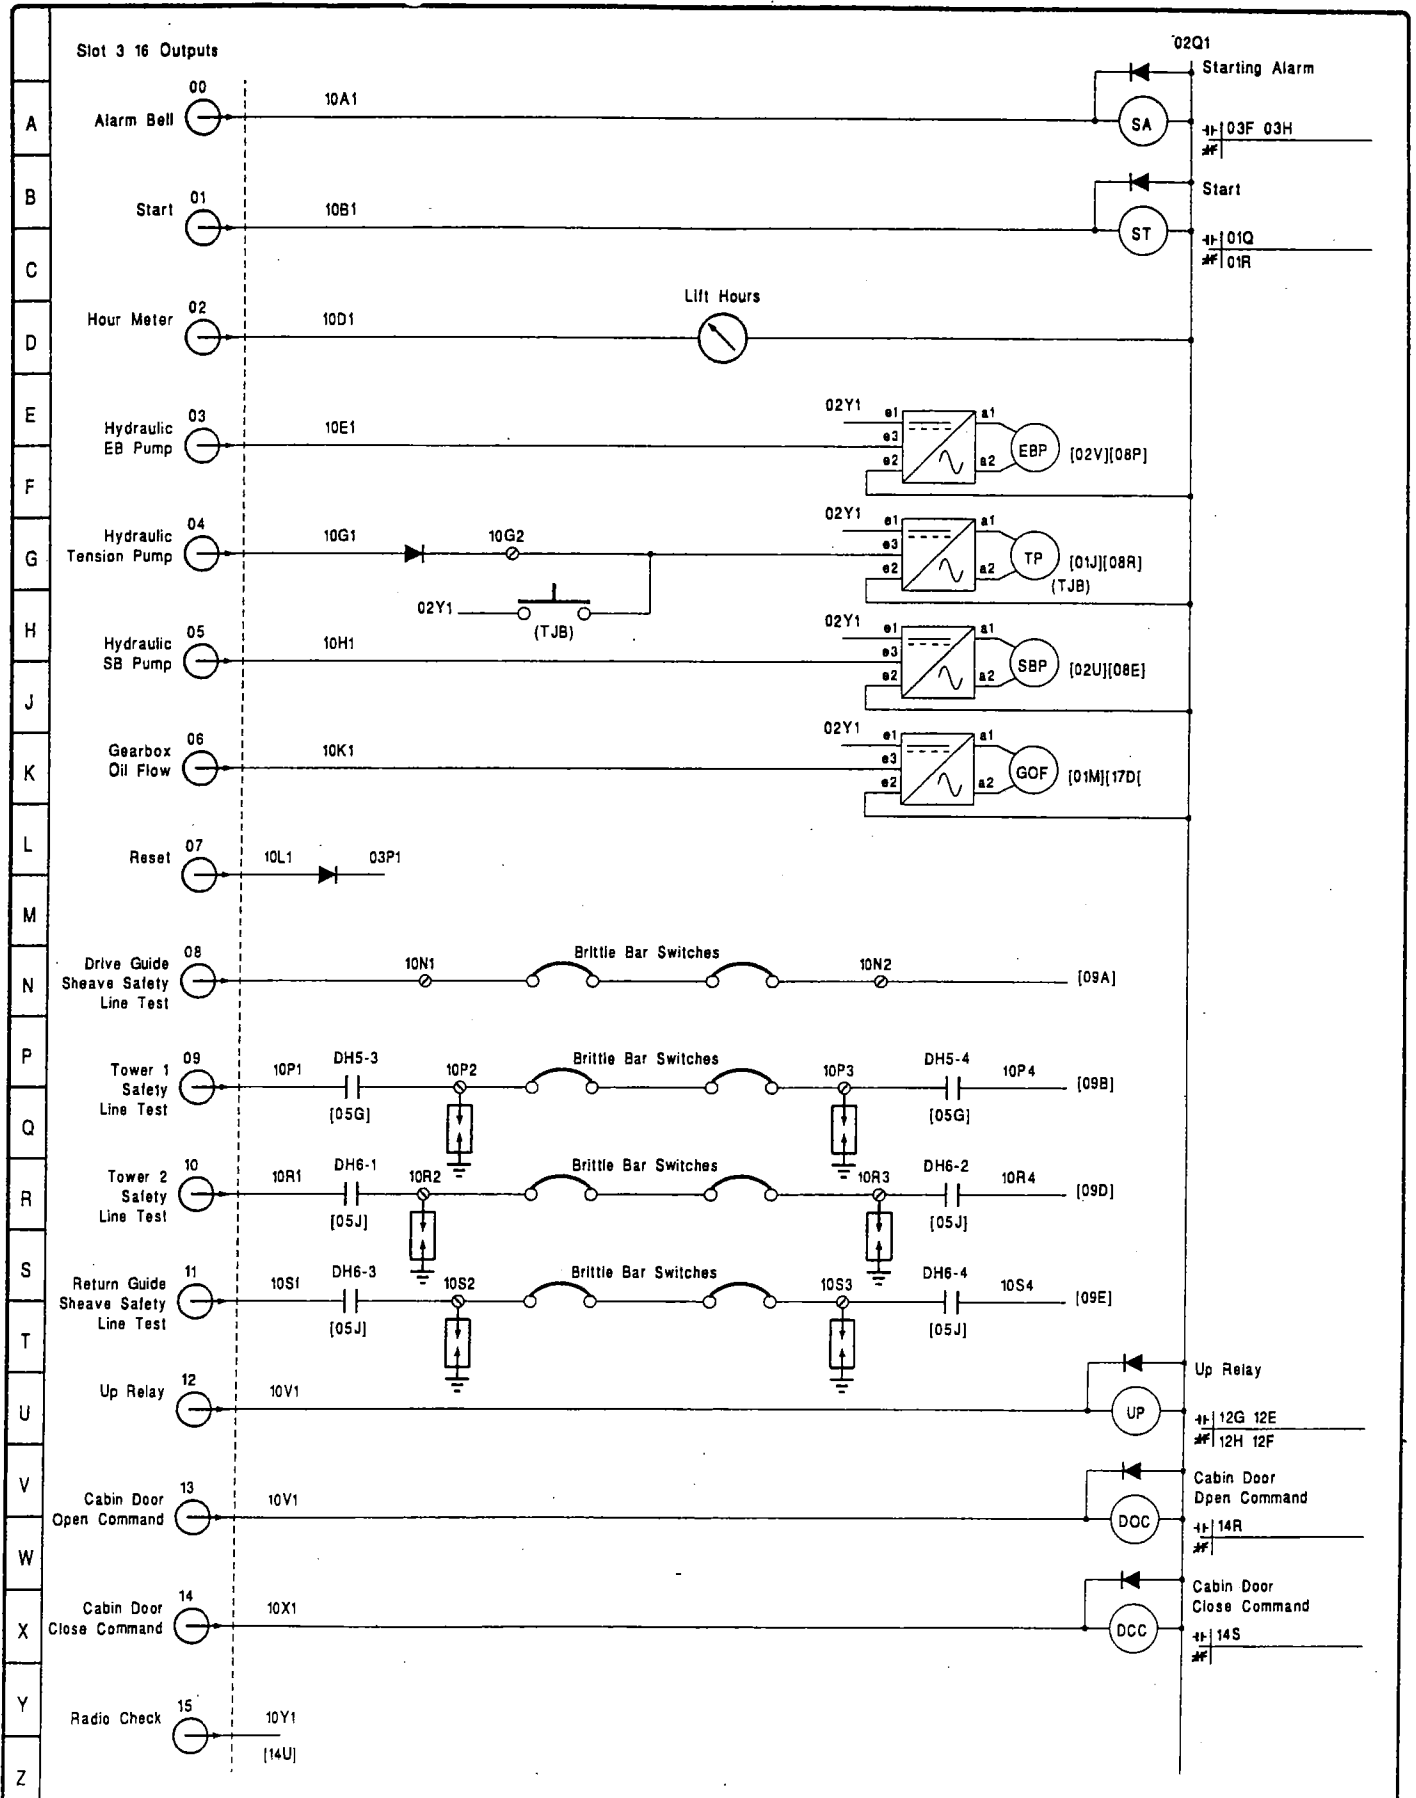 Slot 3 16 Outputs
02Q1
Starting Alarm
A
00
Alarm Bell
10A1
SA
03F 03H
B
01
Start
10B1
ST
Start
01Q
01R
C
D
02
Hour Meter
10D1
Lift Hours
E
03
Hydraulic
EB Pump
10E1
02Y1
e1
e3
e2
a1
a2
EBP
[02V][08P]
F
G
04
Hydraulic
Tension Pump
10G1
10G2
02Y1
e1
e3
e2
a1
a2
TP
[01J][08R]
(TJB)
02Y1
(TJB)
H
05
Hydraulic
SB Pump
10H1
02Y1
e1
e3
e2
a1
a2
SBP
[02U][08E]
J
K
06
Gearbox
Oil Flow
10K1
02Y1
e1
e3
e2
a1
a2
GOF
[01M][17D[
L
07
Reset
10L1
03P1
M
N
08
Drive Guide
Sheave Safety
Line Test
10N1
Brittle Bar Switches
10N2
[09A]
P
09
Tower 1
Safety
Line Test
10P1
DH5-3
[05G]
10P2
Brittle Bar Switches
10P3
DH5-4
[05G]
10P4
[09B]
Q
R
10
Tower 2
Safety
Line Test
10R1
DH6-1
[05J]
10R2
Brittle Bar Switches
10R3
DH6-2
[05J]
10R4
[09D]
S
11
Return Guide
Sheave Safety
Line Test
10S1
DH6-3
[05J]
10S2
Brittle Bar Switches
10S3
DH6-4
[05J]
10S4
[09E]
T
U
12
Up Relay
10V1
UP
Up Relay
12G 12E
12H 12F
V
13
Cabin Door
Open Command
10V1
DOC
Cabin Door
Dpen Command
14R
W
X
14
Cabin Door
Close Command
10X1
DCC
Cabin Door
Close Command
14S
Y
15
Radio Check
10Y1
[14U]
Z